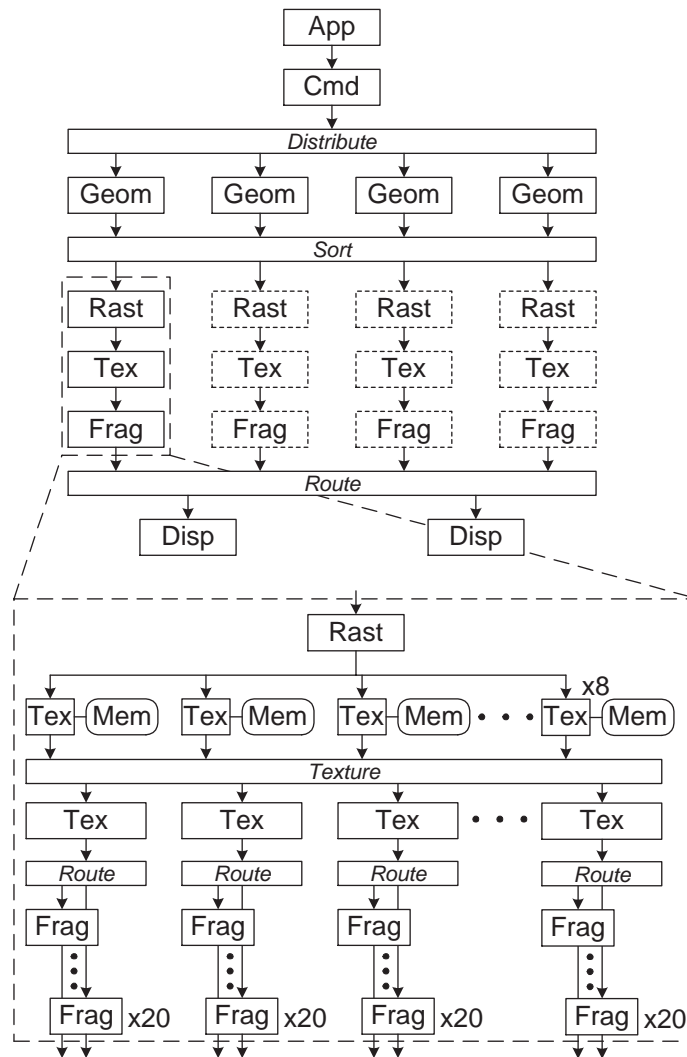 App
Cmd
Distribute
Geom Geom Geom Geom
Sort
Rast Rast Rast Rast
Tex Tex Tex Tex
Frag Frag Frag Frag
Route
Disp Disp
Rast
x8
Tex Mem Tex Mem Tex Mem Tex Mem
Texture
Tex Tex Tex Tex
Route Route Route Route
Frag Frag Frag Frag
Frag x20 Frag x20 Frag x20 Frag x20